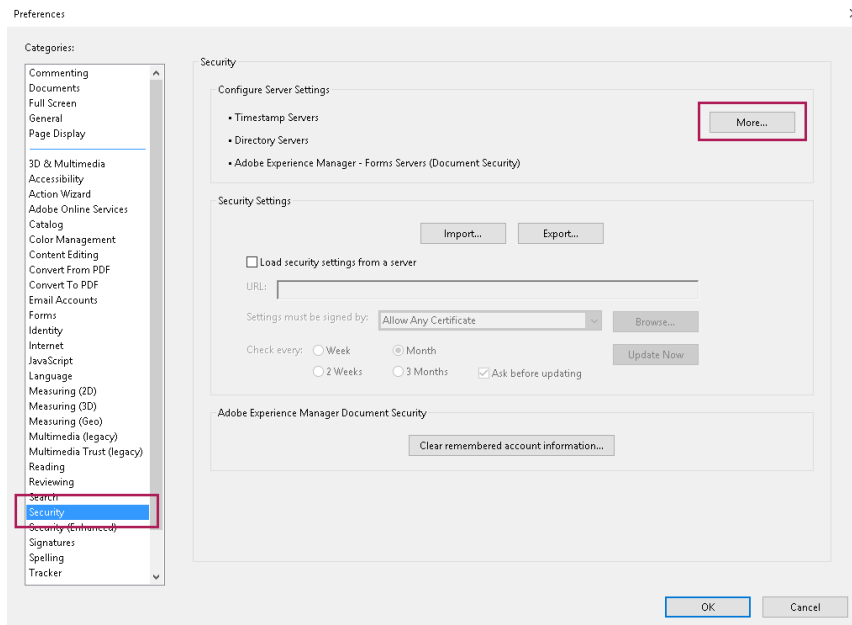 Preferences
Categories:
Commenting
Documents
Full Screen
General
Page Display
3D & Multimedia
Accessibility
Action Wizard
Adobe Online Services
Catalog
Color Management
Content Editing
Convert From PDF
Convert To PDF
Email Accounts
Forms
Identity
Internet
JavaScript
Language
Measuring (2D)
Measuring (3D)
Measuring (Geo)
Multimedia (legacy)
Multimedia Trust (legacy)
Reading
Reviewing
Search
Security
Security (Enhanced)
Signatures
Spelling
Tracker
Security
Configure Server Settings
• Timestamp Servers
More...
• Directory Servers
• Adobe Experience Manager - Forms Servers (Document Security)
Security Settings
Import... Export...
Load security settings from a server
URL:
Settings must be signed by: Allow Any Certificate Browse...
Check every: Week Month Update Now
2 Weeks 3 Months Ask before updating
Adobe Experience Manager Document Security
Clear remembered account information...
OK Cancel